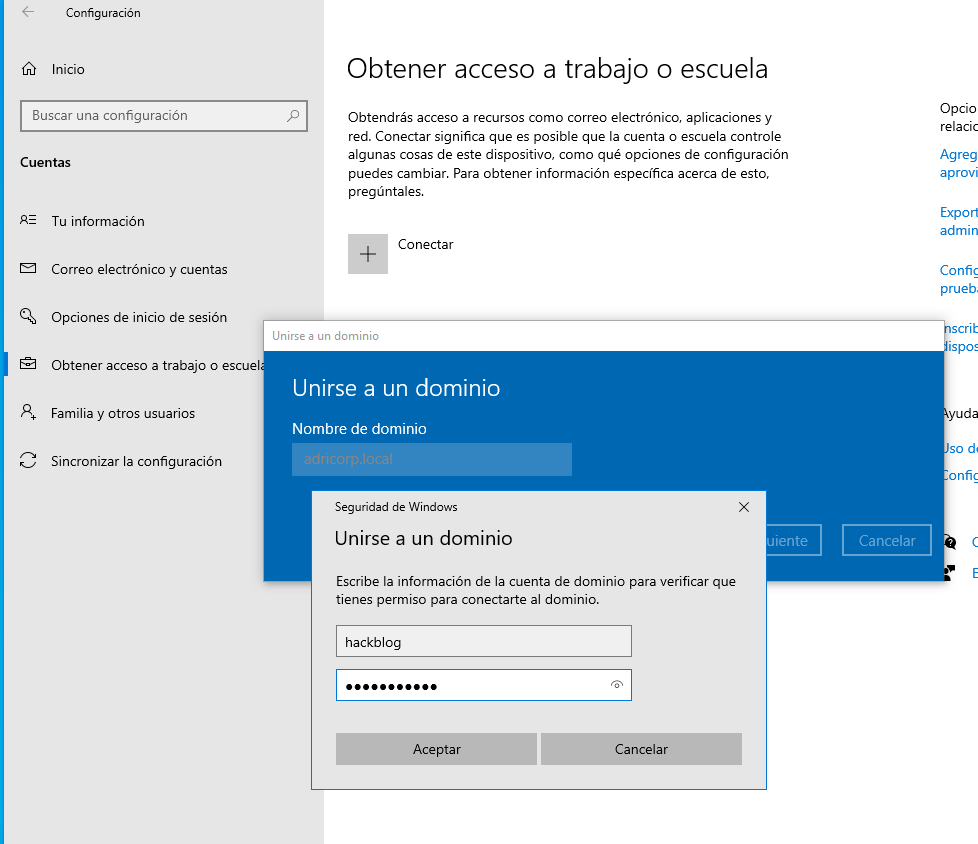 Configuración
Inicio
Buscar una configuración
Cuentas
Tu información
Correo electrónico y cuentas
Opciones de inicio de sesión
Obtener acceso a trabajo o escuela
Familia y otros usuarios
Sincronizar la configuración
Obtener acceso a trabajo o escuela
Obtendrás acceso a recursos como correo electrónico, aplicaciones y
red. Conectar significa que es posible que la cuenta o escuela controle
algunas cosas de este dispositivo, como qué opciones de configuración
puedes cambiar. Para obtener información específica acerca de esto,
pregúntales.
Conectar
Unirse a un dominio
Unirse a un dominio
Nombre de dominio
adricorp.local
uiente
Cancelar
Seguridad de Windows
Unirse a un dominio
Escribe la información de la cuenta de dominio para verificar que
tienes permiso para conectarte al dominio.
hackblog
●●●●●●●●●●●
Aceptar
Cancelar
Opcio
relacio
Agreg
aprovi
Export
admin
Config
prueba
nscrib
dispos
Ayuda
Uso de
Config